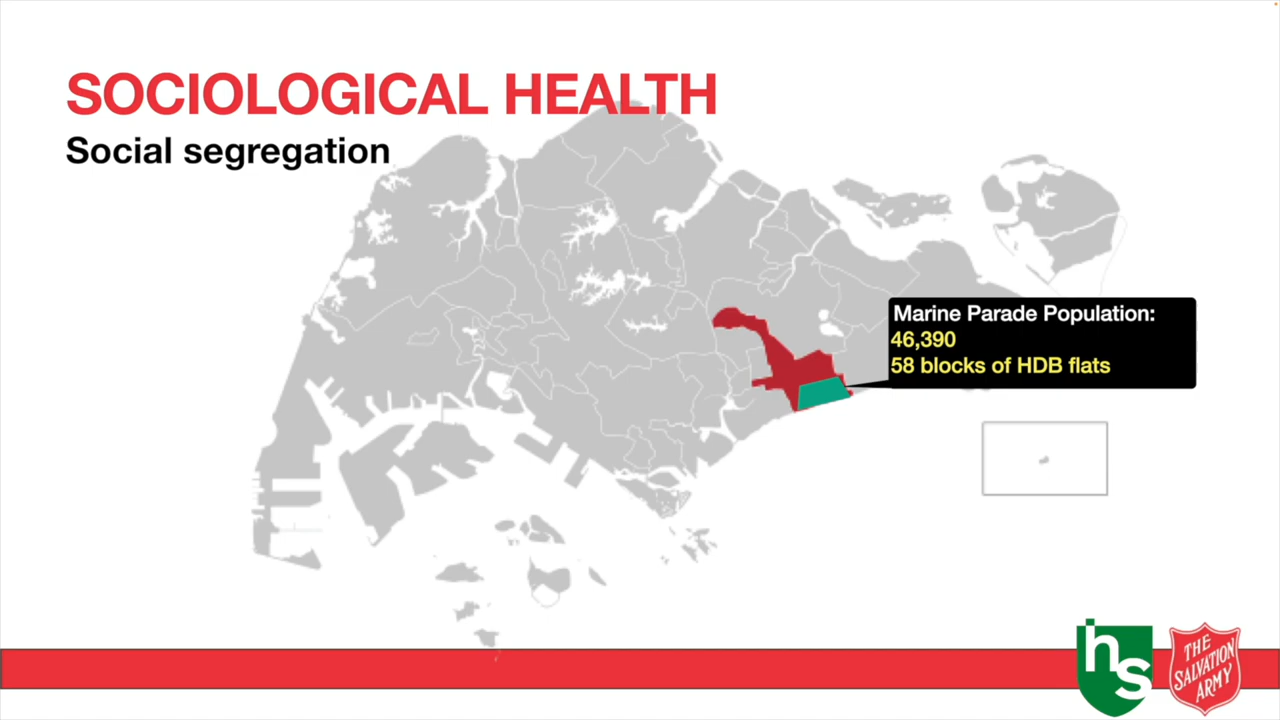 SOCIOLOGICAL HEALTH
Social segregation
Marine Parade Population:
46,390
58 blocks of HDB flats
hs
THE
SALVATION
ARMY